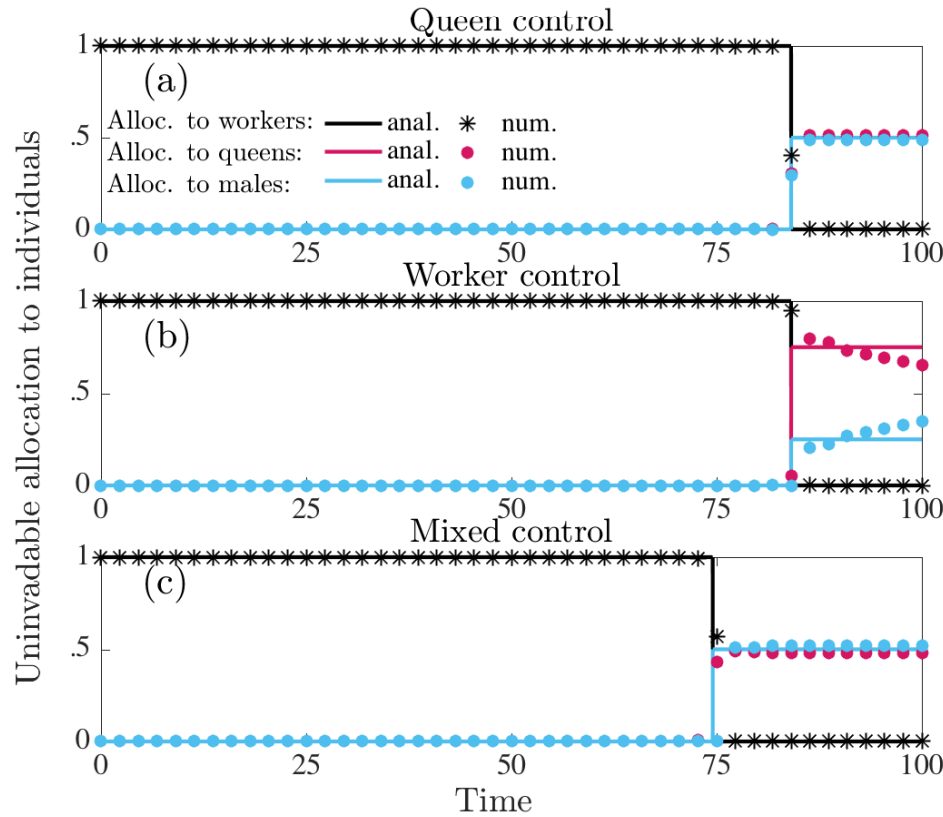 Uninvadable allocation to individuals
Queen control
1
(a)
Alloc. to workers: anal. num.
.5
Alloc. to queens: anal. num.
Alloc. to males: anal. num.
0
0 25 50 75 100
Worker control
1
(b)
.5
0
0 25 50 75 100
Mixed control
1
(c)
.5
0
0 25 50 75 100
Time